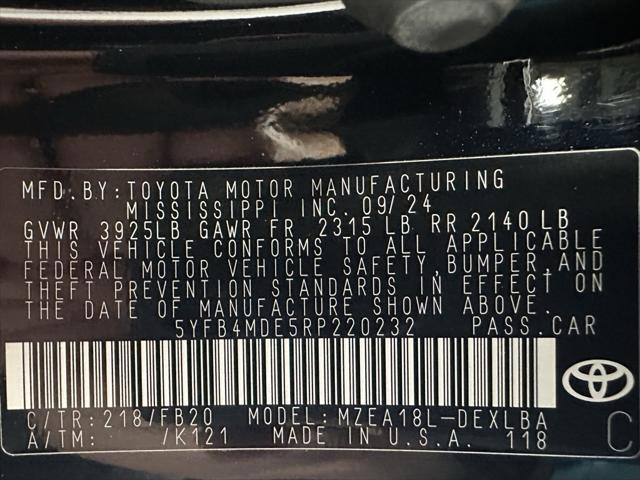 MFD.BY:TOYOTA MOTOR MANUFACTURING
MISSISSIPPI INC. 09/24
GVWR 3925LB GAWR FR 2315 LB RR 2140 LB
THIS VEHICLE CONFORMS TO ALL APPLICABLE
FEDERAL MOTOR VEHICLE SAFETY,BUMPER,AND
THEFT PREVENTION STANDARDS IN EFFECT ON
THE DATE OF MANUFACTURE SHOWN ABOVE.
5YFB4MDE5RP220232 PASS.CAR
C/TR:218/FB20 MODEL:MZEA18L-DEXLBA
A/TM: /K121 MADE IN U.S.A. 118 C